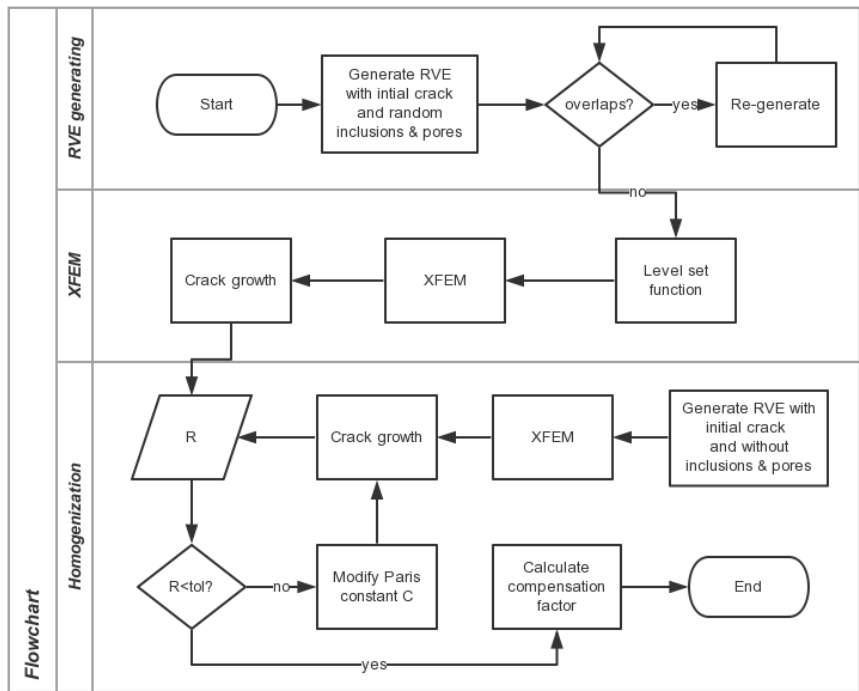 Flowchart
RVE generating
Start
Generate RVE
with intial crack
and random
inclusions & pores
overlaps?
yes
Re-generate
no
XFEM
Crack growth
XFEM
Level set
function
Homogenization
R
Crack growth
XFEM
Generate RVE with
initial crack
and without
inclusions & pores
R<tol?
no
Modify Paris
constant C
Calculate
compensation
factor
End
yes